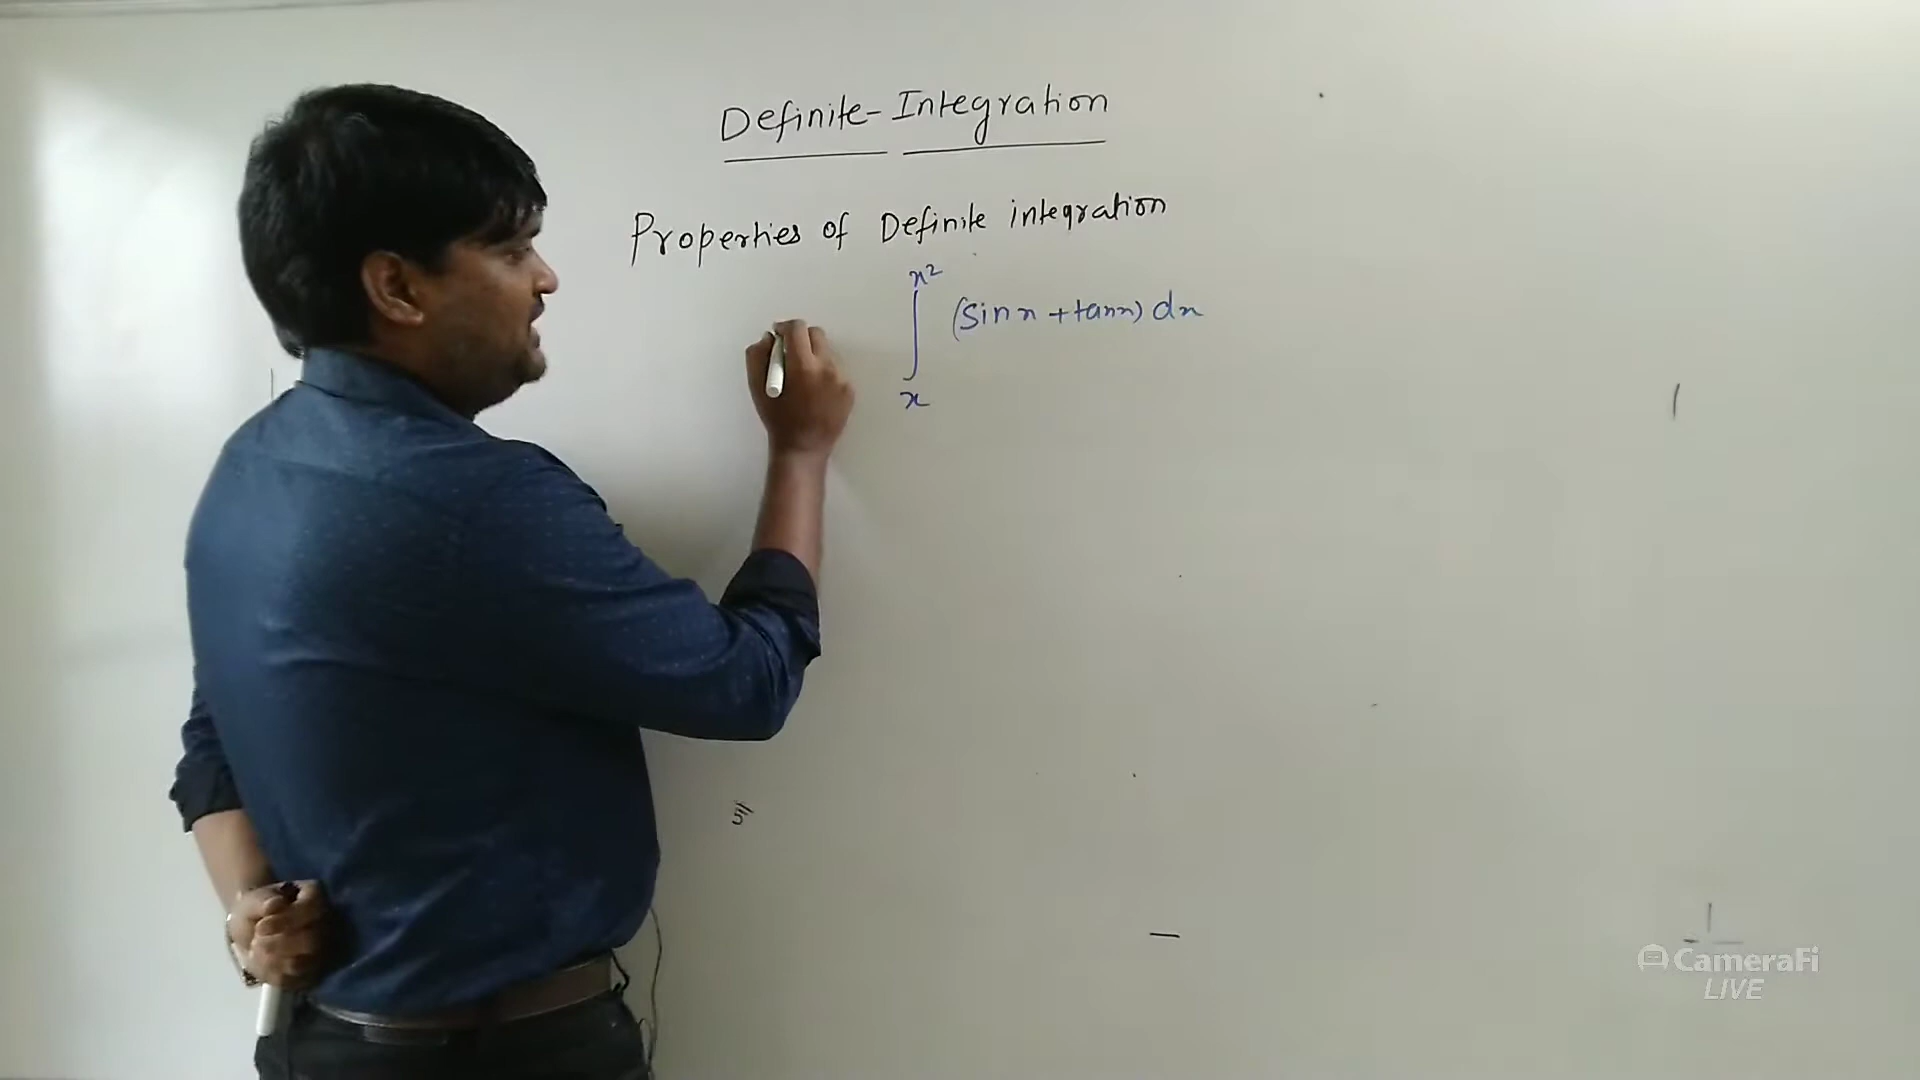 Definite-Integration
Properties of Definite integration
x²
∫ (sin x + tan x) dx
x
CameraFi
LIVE